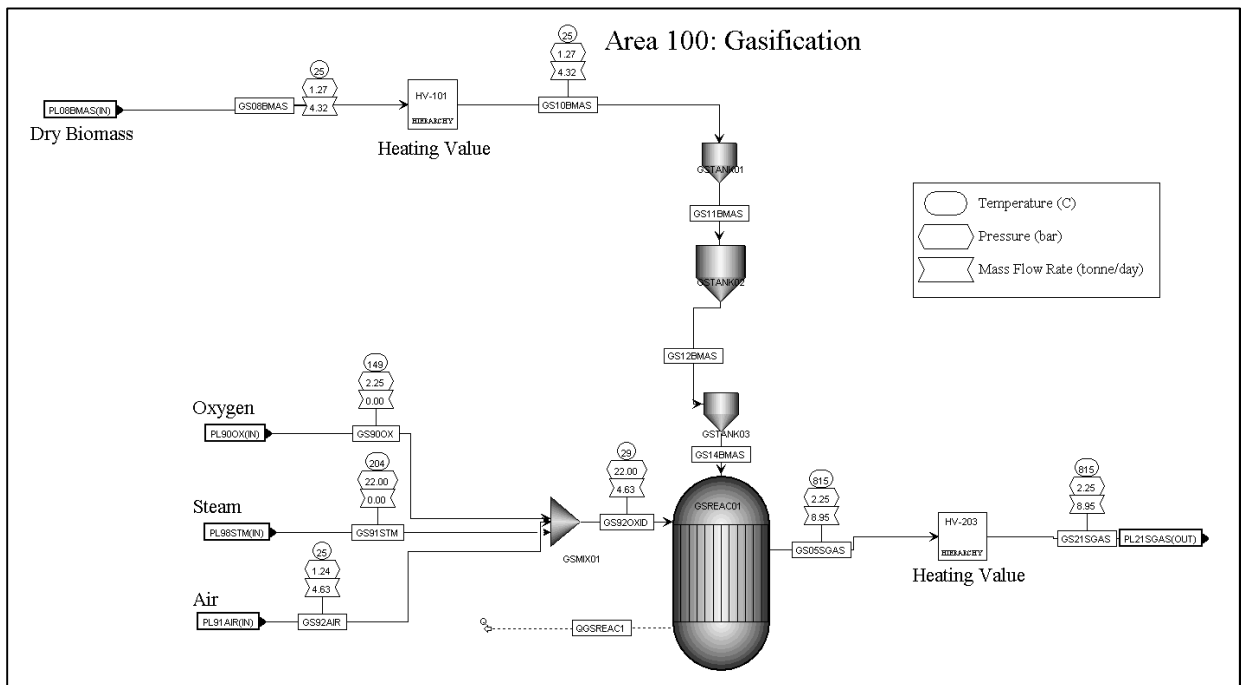 Area 100: Gasification
25
1.27
4.32
25
1.27
4.32
PL08BMAS(IN)
GS08BMAS
HV-101
HIERARCHY
GS10BMAS
Dry Biomass
Heating Value
GSTANK01
GS11BMAS
GSTANK02
Temperature (C)
Pressure (bar)
Mass Flow Rate (tonne/day)
GS12BMAS
149
2.25
0.00
Oxygen
PL90OX(IN)
GS90OX
GSTANK03
GS14BMAS
204
22.00
0.00
Steam
PL98STM(IN)
GS91STM
29
22.00
4.63
GS92OXID
GSMIX01
GSREAC01
815
2.25
8.95
GS05SGAS
HV-203
HIERARCHY
Heating Value
815
2.25
8.95
GS21SGAS
PL21SGAS(OUT)
25
1.24
4.63
Air
PL91AIR(IN)
GS92AIR
Q
QGSREAC1